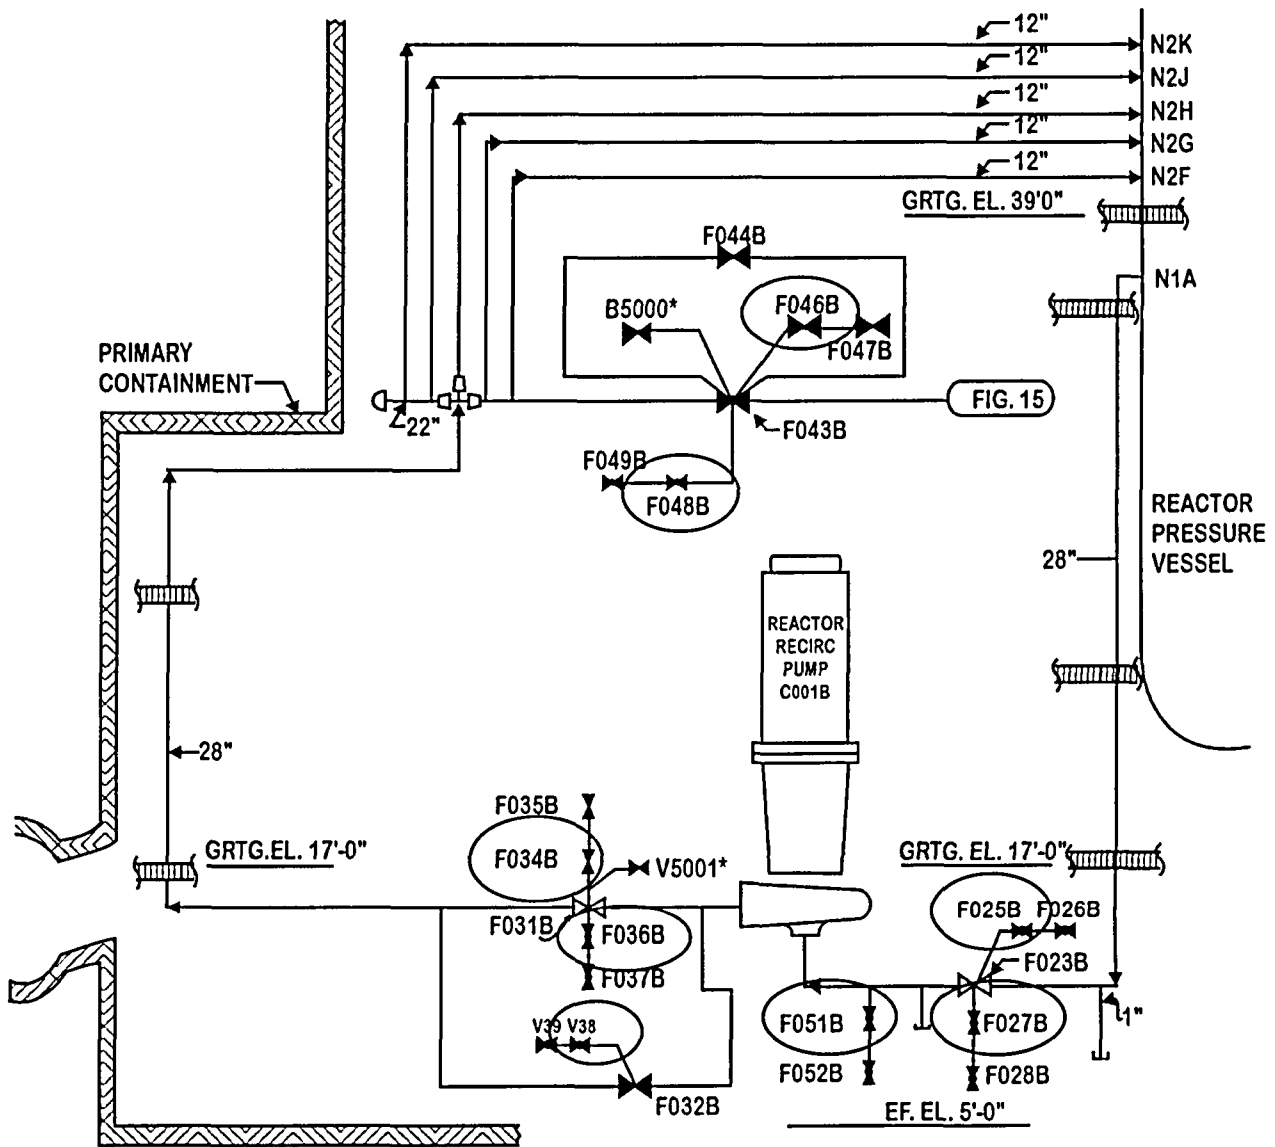 12"
N2K
12"
N2J
12"
N2H
12"
N2G
12"
N2F
GRTG. EL. 39'0"
F044B
N1A
B5000*
F046B
F047B
PRIMARY
CONTAINMENT
22"
FIG. 15
F043B
F049B
F048B
REACTOR
PRESSURE
VESSEL
28"
REACTOR
RECIRC
PUMP
C001B
28"
F035B
GRTG.EL. 17'-0"
F034B
V5001*
GRTG.EL. 17'-0"
F025B
F026B
F031B
F036B
F023B
F037B
F051B
F027B
1"
V39
V38
F052B
F028B
F032B
EF. EL. 5'-0"